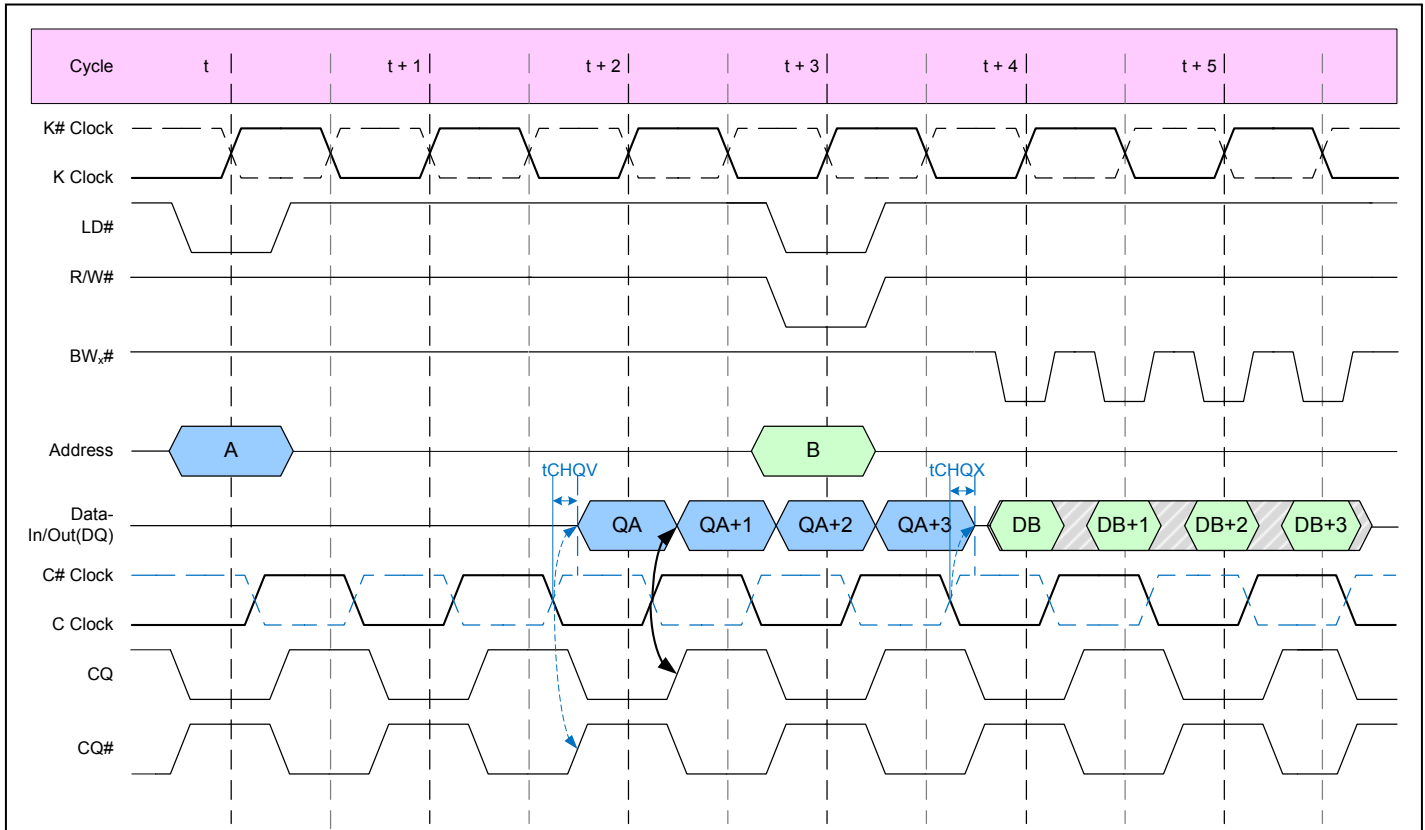 Cycle t t + 1 t + 2 t + 3 t + 4 t + 5
K# Clock
K Clock
LD#
R/W#
BWx#
Address A B
tCHQV tCHQX
Data-
In/Out(DQ) QA QA+1 QA+2 QA+3 DB DB+1 DB+2 DB+3
C# Clock
C Clock
CQ
CQ#